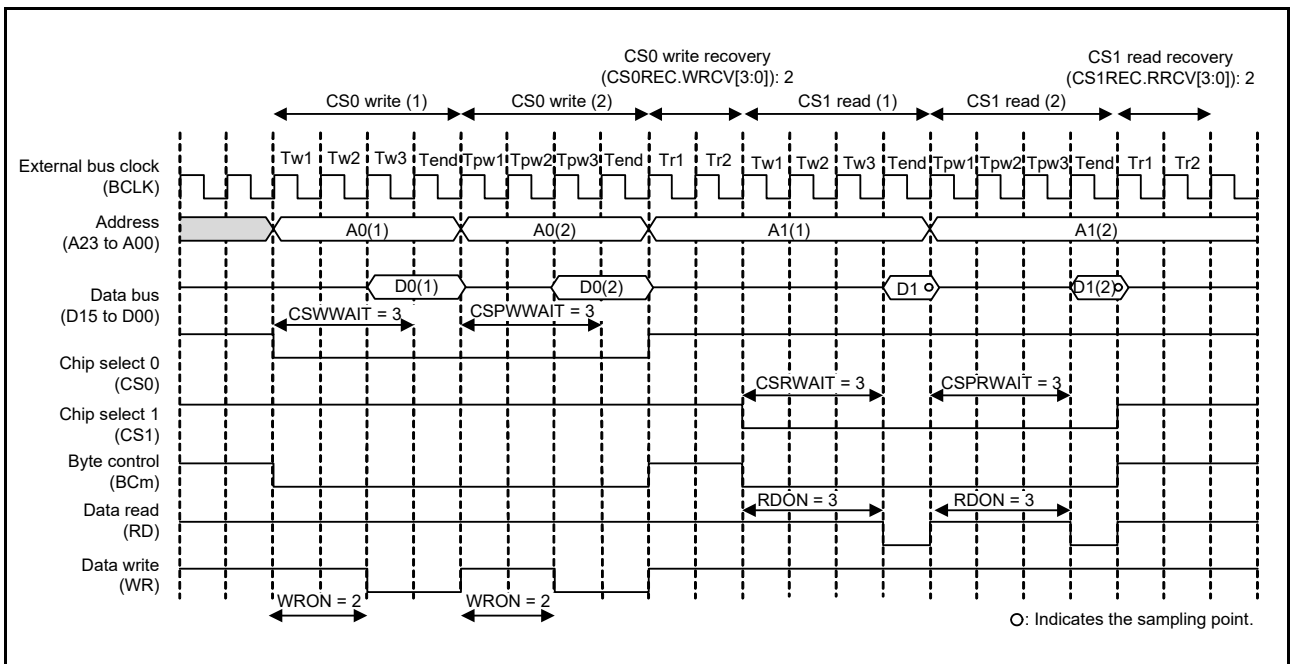 CS0 write recovery
(CS0REC.WRCV[3:0]): 2
CS1 read recovery
(CS1REC.RRCV[3:0]): 2
CS0 write (1)
CS0 write (2)
CS1 read (1)
CS1 read (2)
External bus clock
(BCLK)
Tw1 Tw2 Tw3 Tend Tpw1 Tpw2 Tpw3 Tend Tr1 Tr2 Tw1 Tw2 Tw3 Tend Tpw1 Tpw2 Tpw3 Tend Tr1 Tr2
Address
(A23 to A00)
A0(1) A0(2) A1(1) A1(2)
Data bus
(D15 to D00)
D0(1) D0(2) D1 D1(2)
CSWWAIT = 3 CSPWWAIT = 3
Chip select 0
(CS0)
CSRWAIT = 3 CSPRWAIT = 3
Chip select 1
(CS1)
Byte control
(BCm)
RDON = 3 RDON = 3
Data read
(RD)
Data write
(WR)
WRON = 2 WRON = 2
O: Indicates the sampling point.